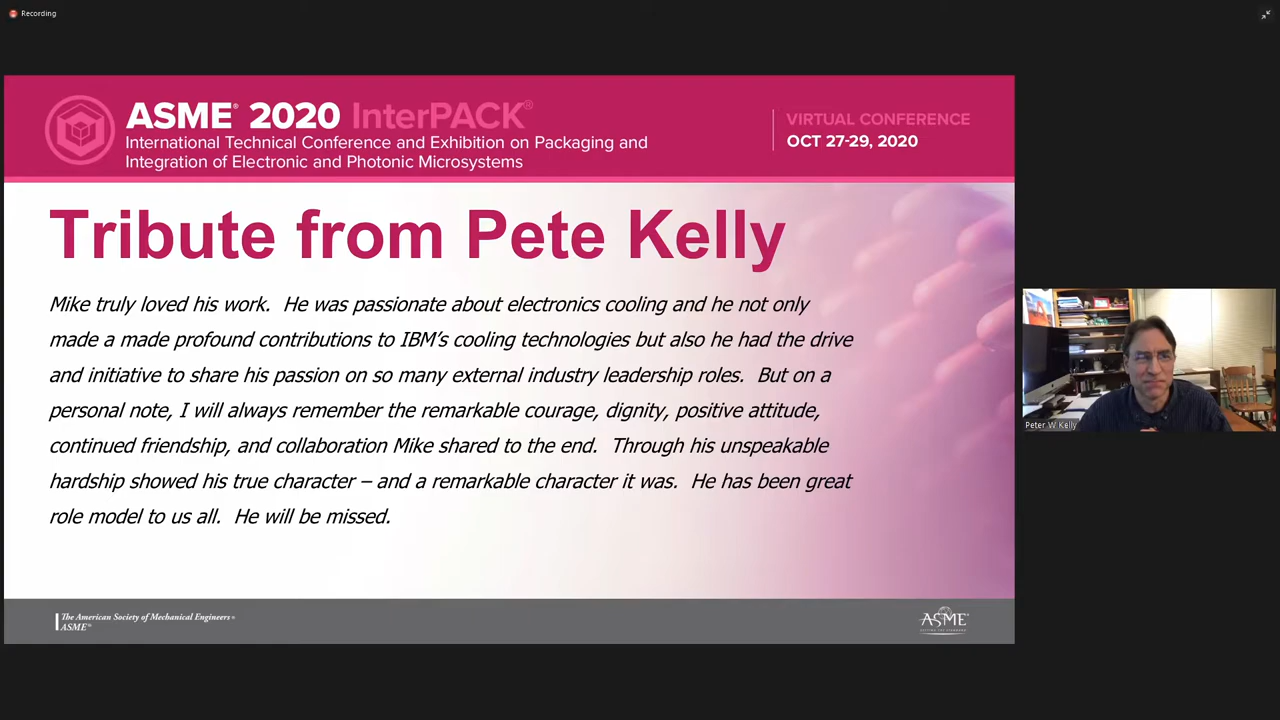 Recording
ASME® 2020 InterPACK®
International Technical Conference and Exhibition on Packaging and
Integration of Electronic and Photonic Microsystems
VIRTUAL CONFERENCE
OCT 27-29, 2020
Tribute from Pete Kelly
Mike truly loved his work. He was passionate about electronics cooling and he not only
made a made profound contributions to IBM's cooling technologies but also he had the drive
and initiative to share his passion on so many external industry leadership roles. But on a
personal note, I will always remember the remarkable courage, dignity, positive attitude,
continued friendship, and collaboration Mike shared to the end. Through his unspeakable
hardship showed his true character – and a remarkable character it was. He has been great
role model to us all. He will be missed.
Peter W Kelly
The American Society of Mechanical Engineers®
ASME®
ASME
SETTING THE STANDARD